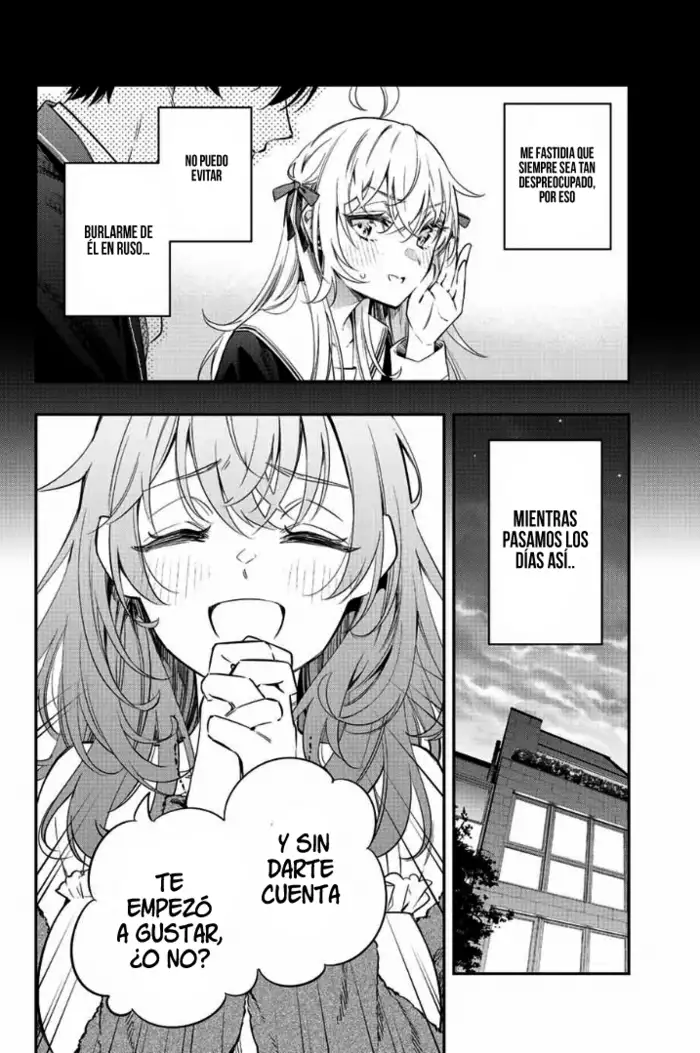 ME FASTIDIA QUE
SIEMPRE SEA TAN
DESPREOCUPADO,
POR ESO
NO PUEDO
EVITAR
BURLARME DE
ÉL EN RUSO...
MIENTRAS
PASAMOS LOS
DÍAS ASÍ..
Y SIN
DARTE
CUENTA
TE
EMPEZÓ
A GUSTAR,
¿O NO?